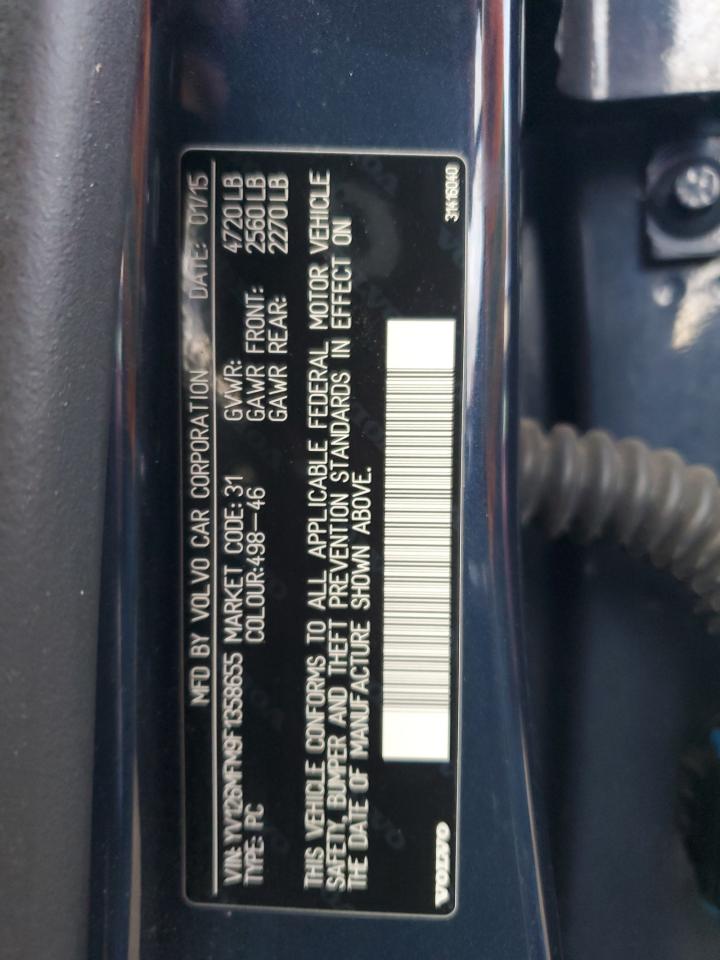 MFD BY VOLVO CAR CORPORATION DATE: 01/15
VIN: YV126MFM9F1358655 MARKET CODE: 31 GVWR: 4720 LB
TYPE: PC COLOUR:498-46 GAWR FRONT: 2560 LB
GAWR REAR: 2270 LB
THIS VEHICLE CONFORMS TO ALL APPLICABLE FEDERAL MOTOR VEHICLE
SAFETY, BUMPER AND THEFT PREVENTION STANDARDS IN EFFECT ON
THE DATE OF MANUFACTURE SHOWN ABOVE.
VOLVO 31416040